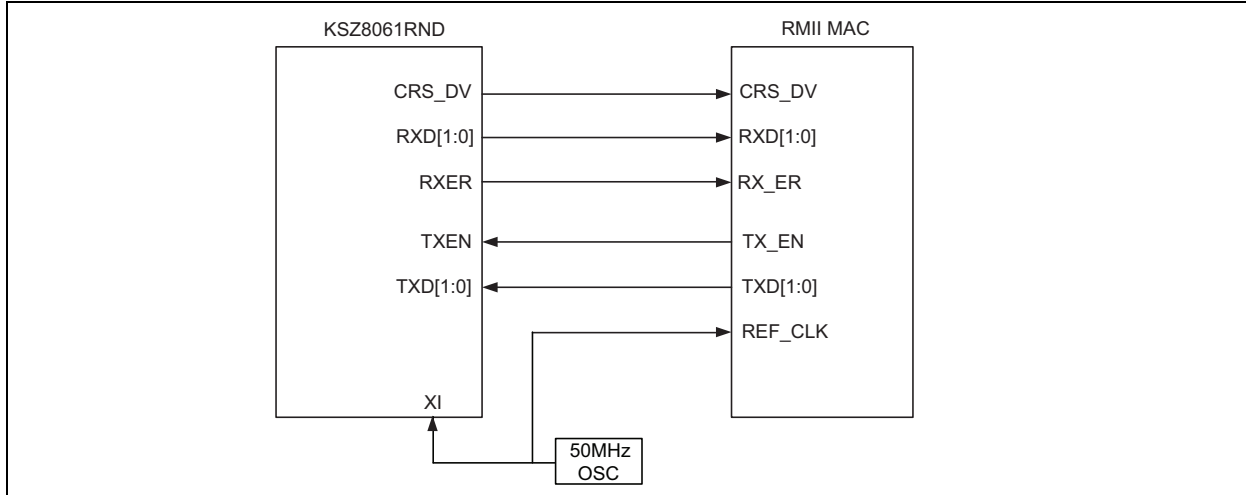 KSZ8061RND
RMII MAC
CRS_DV
CRS_DV
RXD[1:0]
RXD[1:0]
RXER
RX_ER
TXEN
TX_EN
TXD[1:0]
TXD[1:0]
REF_CLK
XI
50MHz
OSC